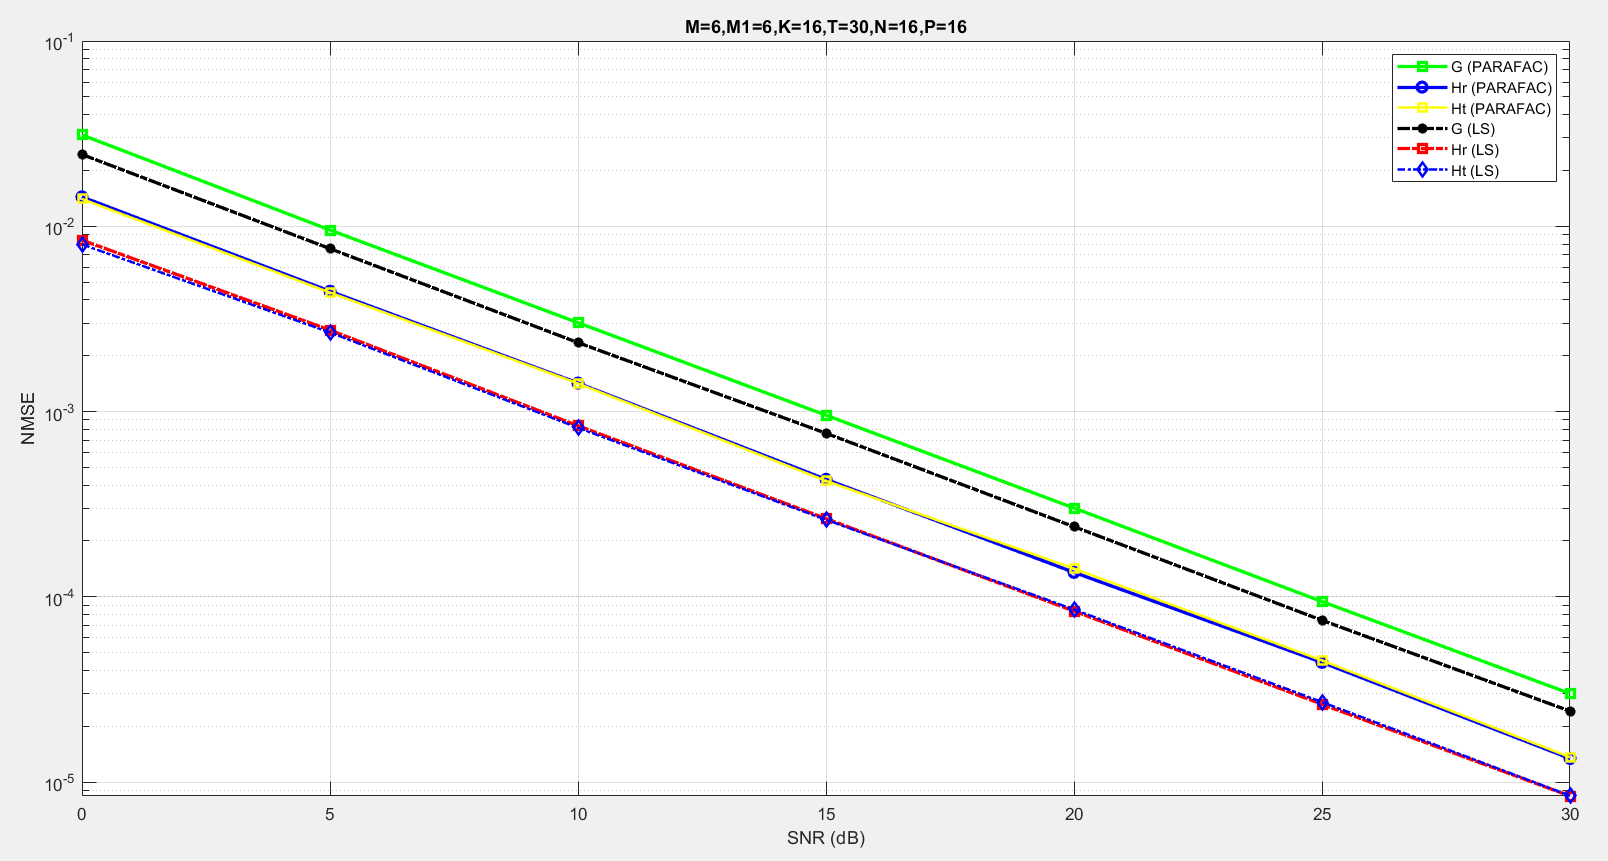 M=6,M1=6,K=16,T=30,N=16,P=16
10-1
10-2
10-3
10-4
10-5
NMSE
G (PARAFAC)
Hr (PARAFAC)
Ht (PARAFAC)
G (LS)
Hr (LS)
Ht (LS)
0 5 10 15 20 25 30
SNR (dB)